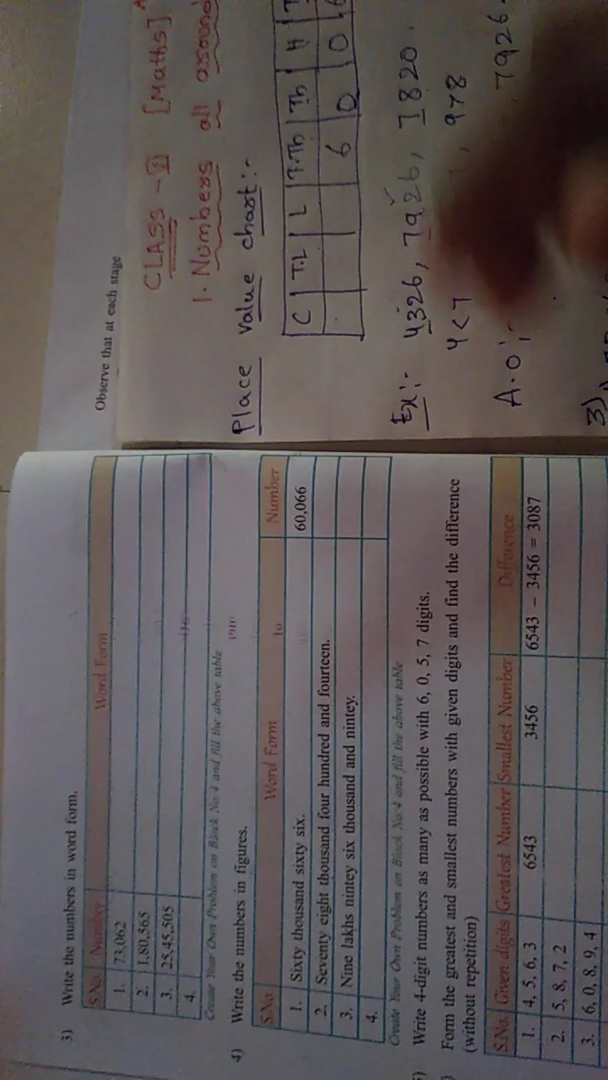 3) Write the numbers in word form.
S.No. Number Word Form
1. 73,062
2. 11,80,565
3. 25,45,505
4.
Create Your Own Problem on Block No.4 and fill the above table
4) Write the numbers in figures.
S.No. Word Form Number
1. Sixty thousand sixty six. 60,066
2. Seventy eight thousand four hundred and fourteen.
3. Nine lakhs nintey six thousand and nintey.
4.
Create Your Own Problem on Block No.4 and fill the above table
Write 4-digit numbers as many as possible with 6, 0, 5, 7 digits.
Form the greatest and smallest numbers with given digits and find the difference
(without repetition)
S.No. Given digits Greatest Number Smallest Number Difference
1. 4, 5, 6, 3 6543 3456 6543 – 3456 = 3087
2. 5, 8, 7, 2
3. 6, 0, 8, 9, 4
Observe that at each stage
CLASS - [Maths]
1. Numbers all around
Place value chart:-
C T.L L T.Th Th H
6 0 0
Ex:- 4326, 7926, 1820.
4<7 978
A.O:- 7926
3)